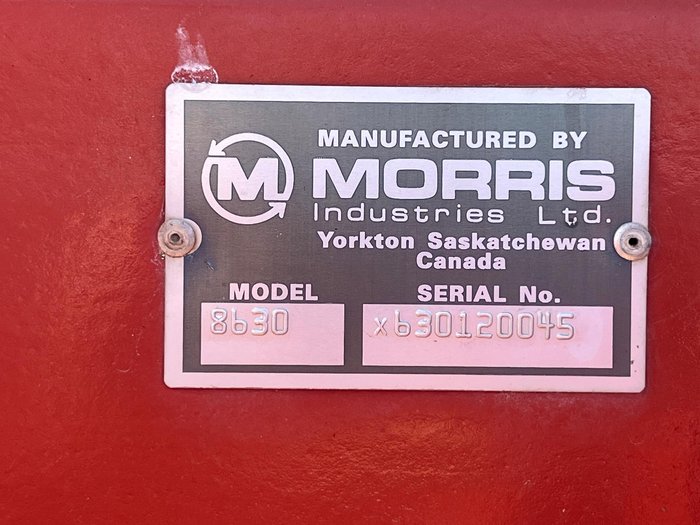 MANUFACTURED BY
M MORRIS
Industries Ltd.
Yorkton Saskatchewan
Canada
MODEL SERIAL No.
8630 x630120045